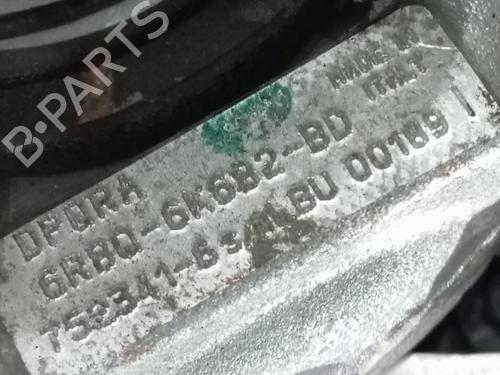 B-PARTS
MADE IN
ITALY
DPURA
6R8Q-6K682-BD
BU 00189